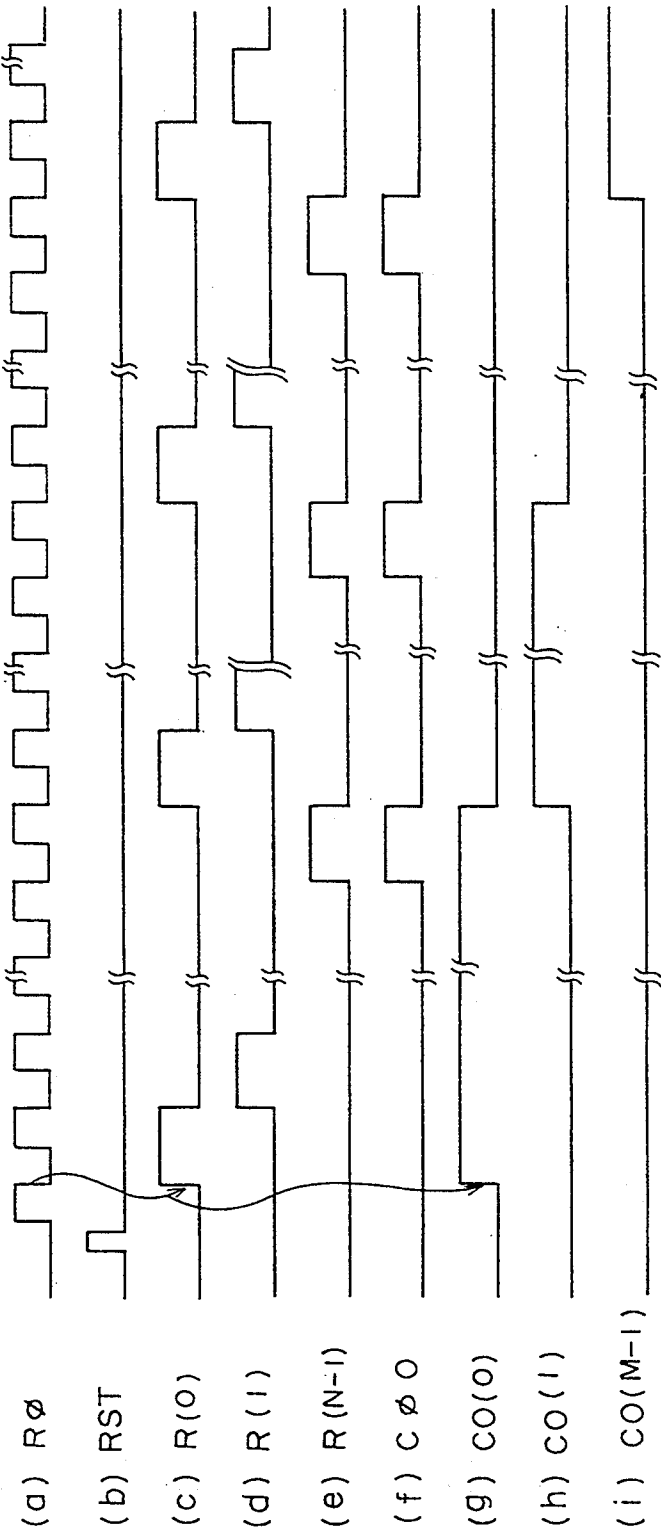 (a) Rø
(b) RST
(c) R(0)
(d) R(1)
(e) R(N-1)
(f) Cø0
(g) CO(0)
(h) CO(1)
(i) CO(M-1)